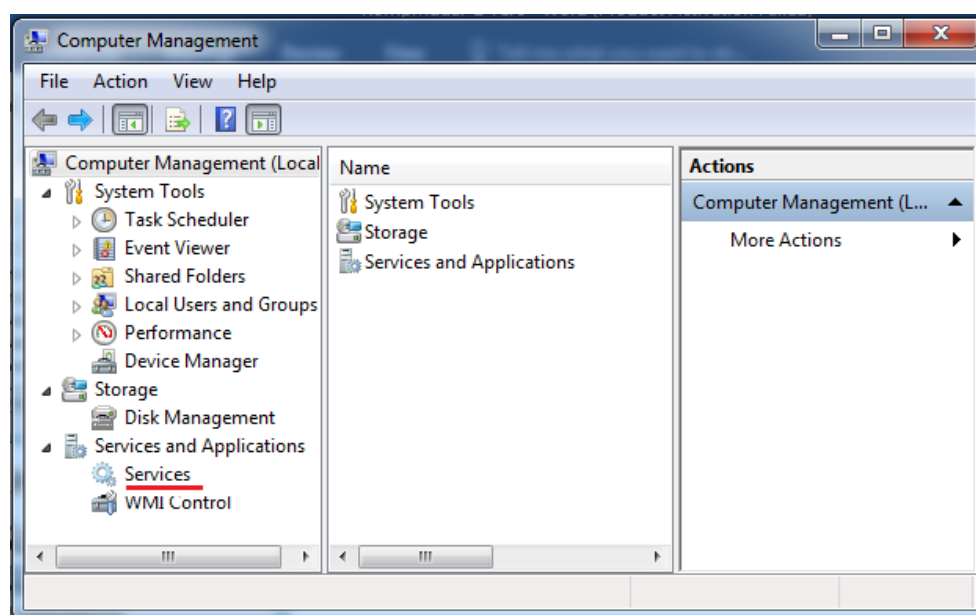 Computer Management
File Action View Help
Computer Management (Local
System Tools
Task Scheduler
Event Viewer
Shared Folders
Local Users and Groups
Performance
Device Manager
Storage
Disk Management
Services and Applications
Services
WMI Control
Name
System Tools
Storage
Services and Applications
Actions
Computer Management (L...
More Actions